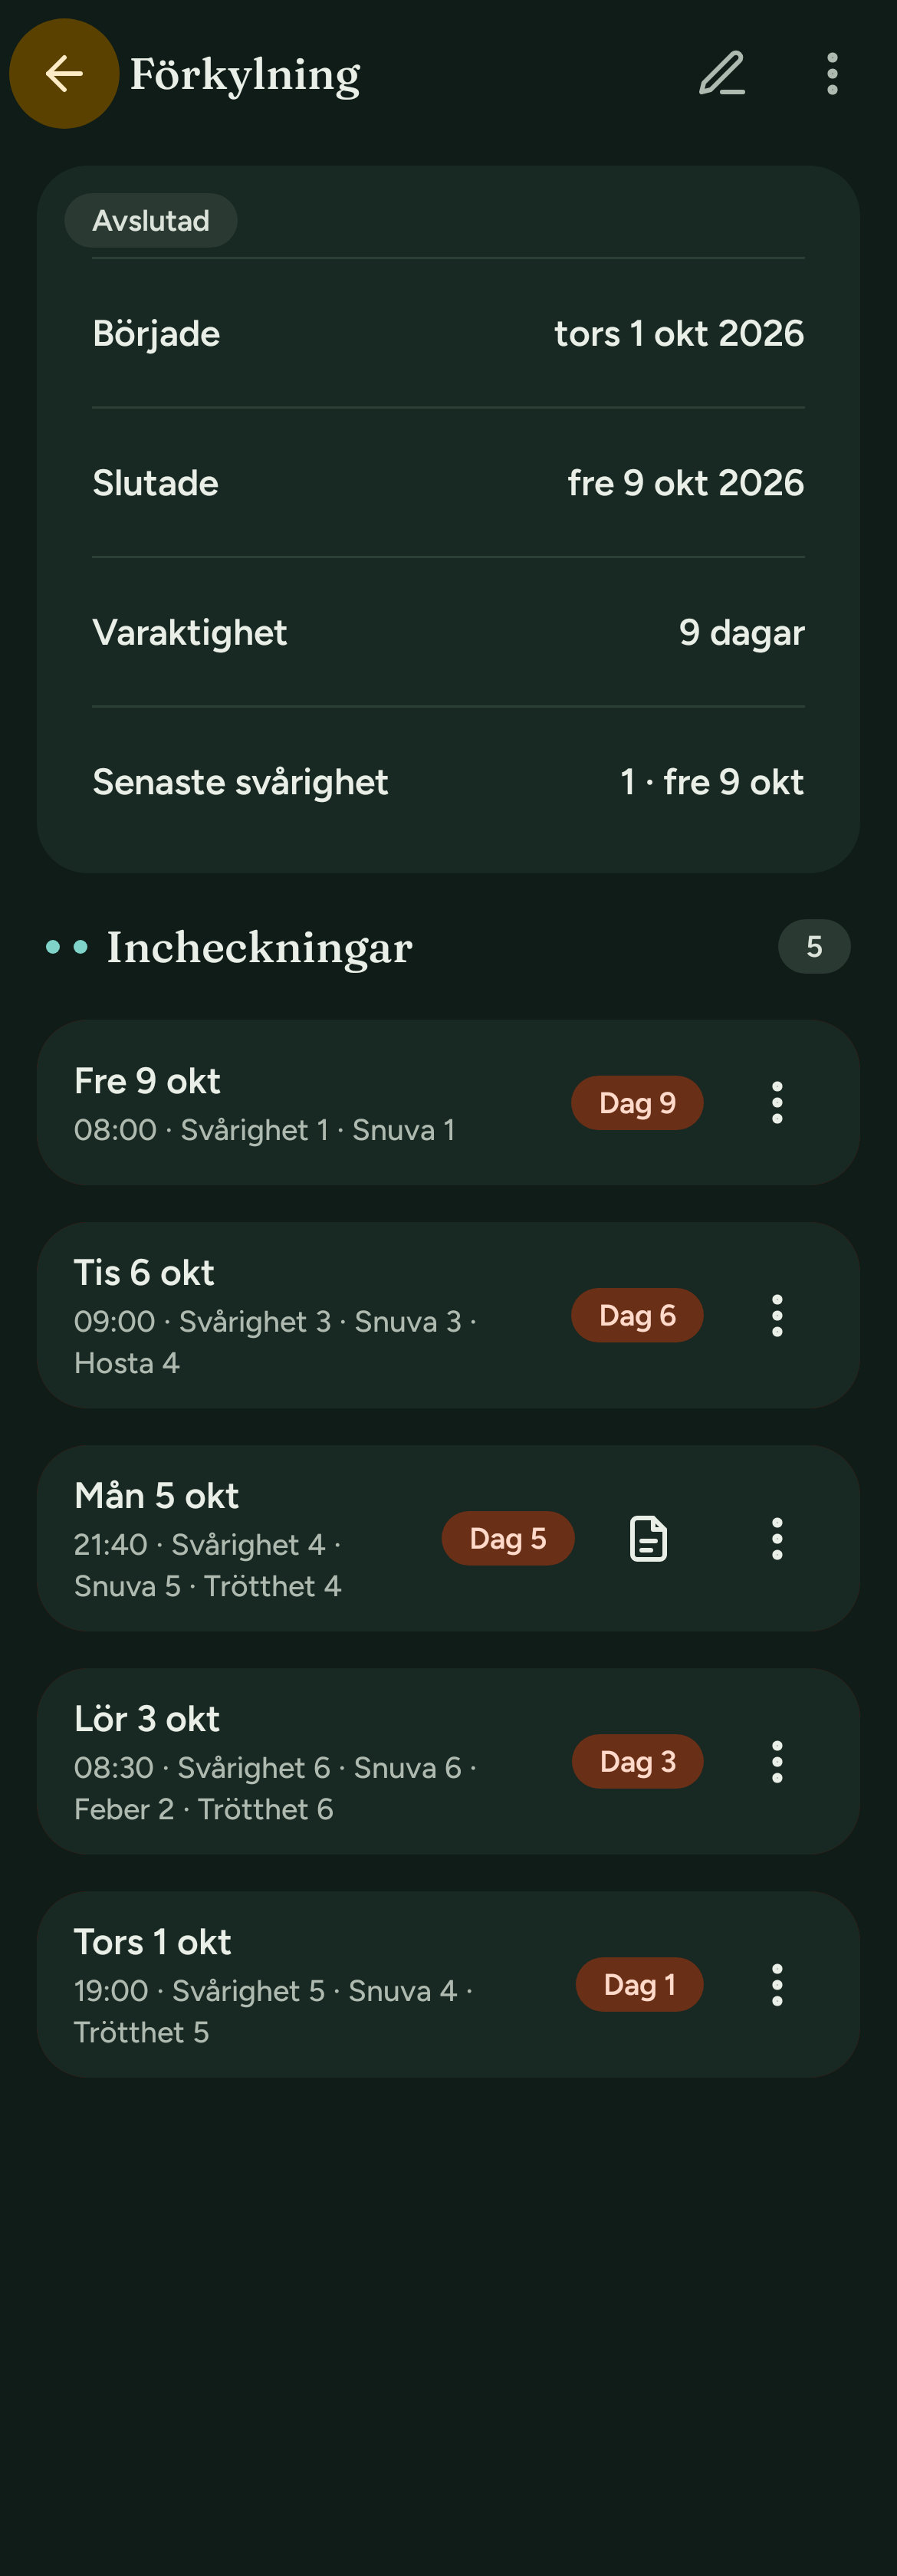 Förkylning
Avslutad
Började tors 1 okt 2026
Slutade fre 9 okt 2026
Varaktighet 9 dagar
Senaste svårighet 1 · fre 9 okt
Incheckningar 5
Fre 9 okt
08:00 · Svårighet 1 · Snuva 1
Dag 9
Tis 6 okt
09:00 · Svårighet 3 · Snuva 3 ·
Hosta 4
Dag 6
Mån 5 okt
21:40 · Svårighet 4 ·
Snuva 5 · Trötthet 4
Dag 5
Lör 3 okt
08:30 · Svårighet 6 · Snuva 6 ·
Feber 2 · Trötthet 6
Dag 3
Tors 1 okt
19:00 · Svårighet 5 · Snuva 4 ·
Trötthet 5
Dag 1